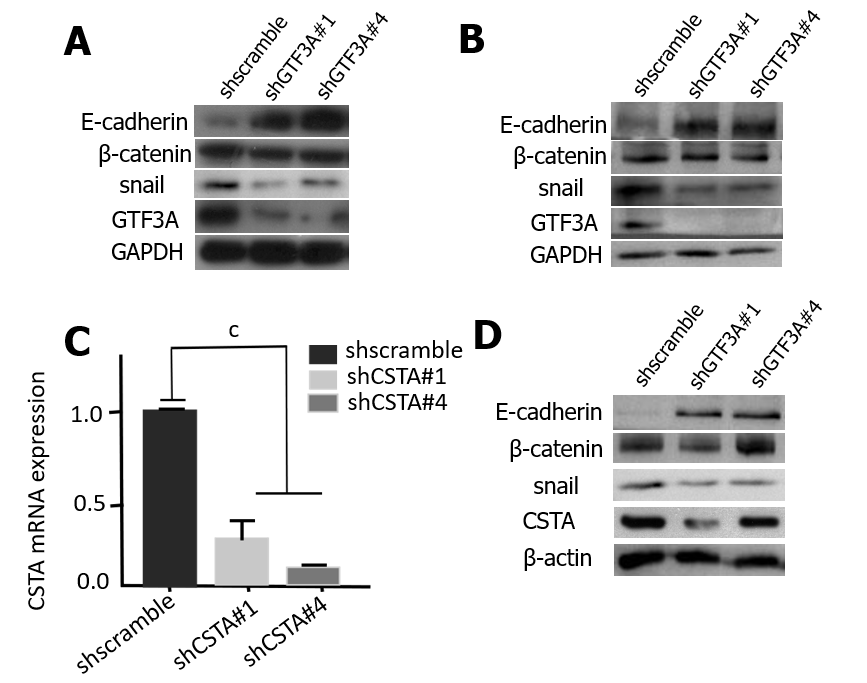 A
shscramble
shGTF3A#1
shGTF3A#4
E-cadherin
β-catenin
snail
GTF3A
GAPDH
B
shscramble
shGTF3A#1
shGTF3A#4
E-cadherin
β-catenin
snail
GTF3A
GAPDH
C
c
shscramble
shCSTA#1
shCSTA#4
CSTA mRNA expression
1.0
0.5
0.0
shscramble
shCSTA#1
shCSTA#4
D
shscramble
shGTF3A#1
shGTF3A#4
E-cadherin
β-catenin
snail
CSTA
β-actin